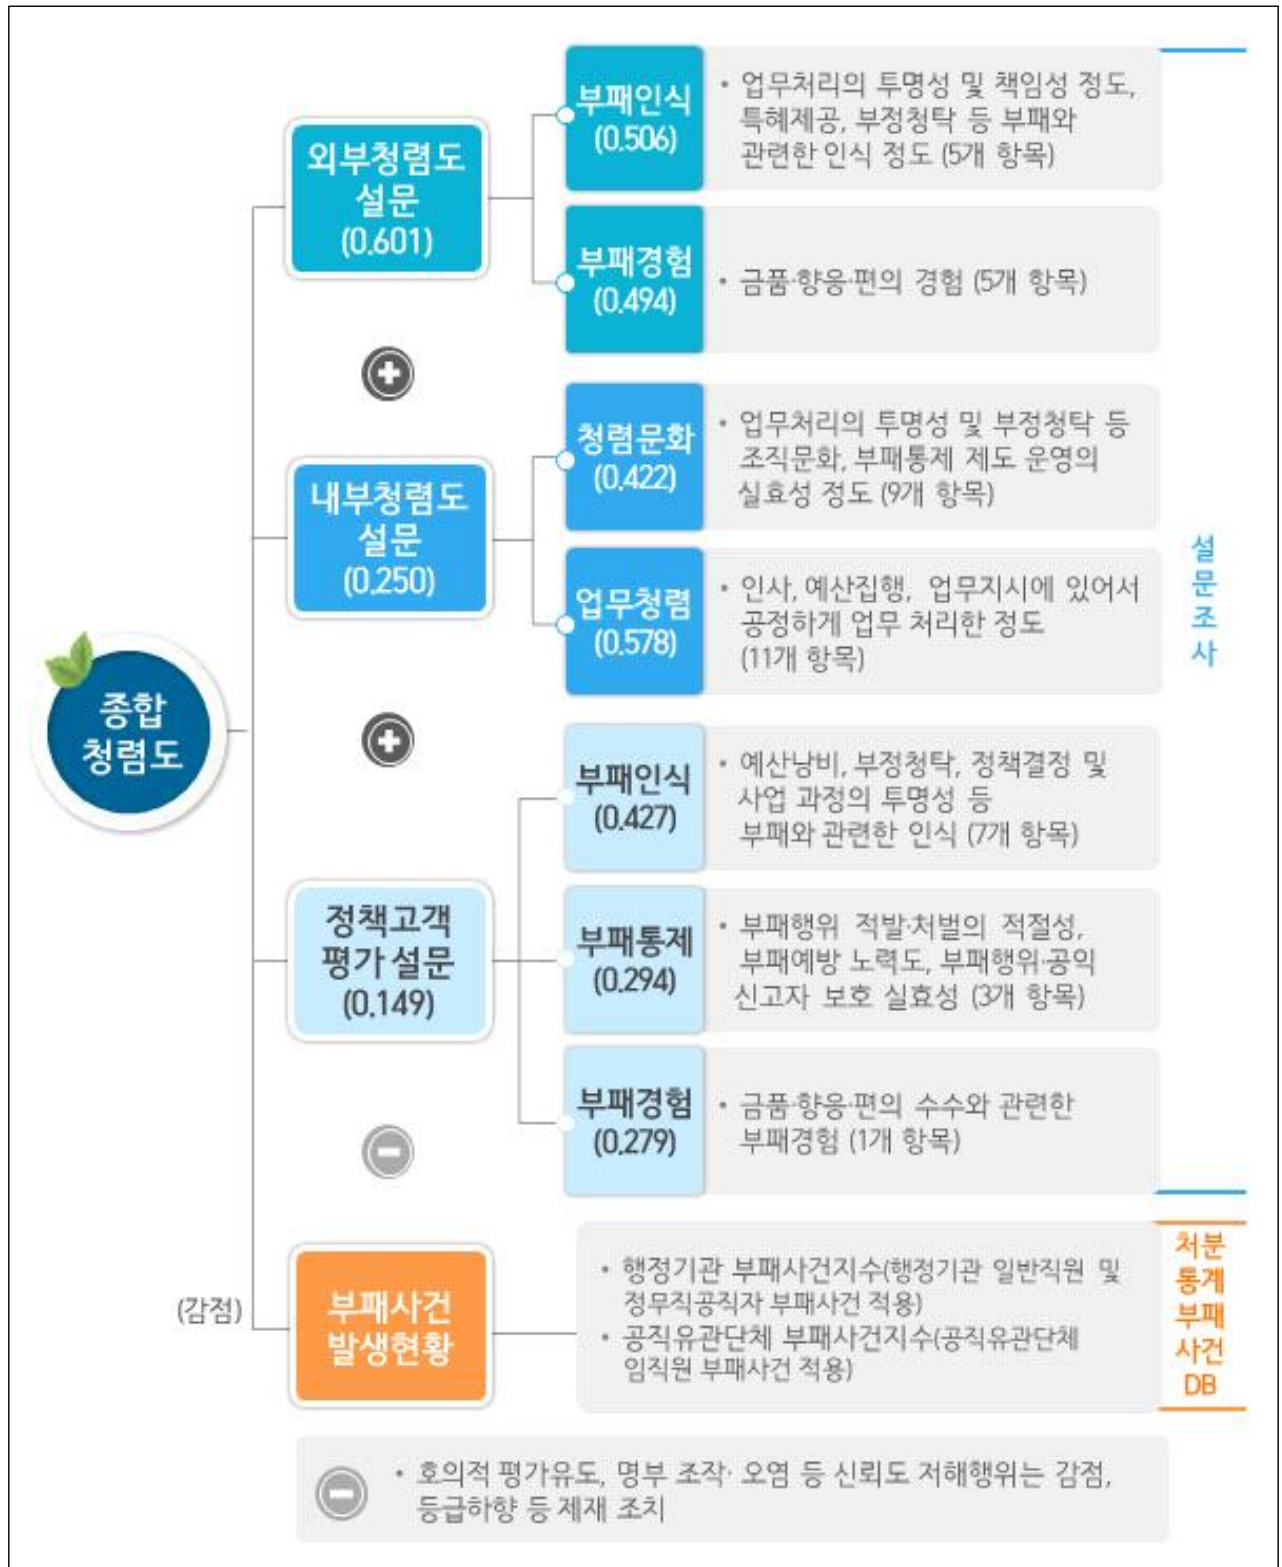 종합
청렴도
외부청렴도
설문
(0.601)
부패인식
(0.506)
• 업무처리의 투명성 및 책임성 정도,
특혜제공, 부정청탁 등 부패와
관련한 인식 정도 (5개 항목)
부패경험
(0.494)
• 금품·향응·편의 경험 (5개 항목)
내부청렴도
설문
(0.250)
청렴문화
(0.422)
• 업무처리의 투명성 및 부정청탁 등
조직문화, 부패통제 제도 운영의
실효성 정도 (9개 항목)
업무청렴
(0.578)
• 인사, 예산집행, 업무지시에 있어서
공정하게 업무 처리한 정도
(11개 항목)
정책고객
평가 설문
(0.149)
부패인식
(0.427)
• 예산낭비, 부정청탁, 정책결정 및
사업 과정의 투명성 등
부패와 관련한 인식 (7개 항목)
부패통제
(0.294)
• 부패행위 적발·처벌의 적절성,
부패예방 노력도, 부패행위·공익
신고자 보호 실효성 (3개 항목)
부패경험
(0.279)
• 금품·향응·편의 수수와 관련한
부패경험 (1개 항목)
설
문
조
사
(감점)
부패사건
발생현황
• 행정기관 부패사건지수(행정기관 일반직원 및
정무직공직자 부패사건 적용)
• 공직유관단체 부패사건지수(공직유관단체
임직원 부패사건 적용)
처분
통계
부패
사건
DB
• 호의적 평가유도, 명부 조작· 오염 등 신뢰도 저해행위는 감점,
등급하향 등 제재 조치